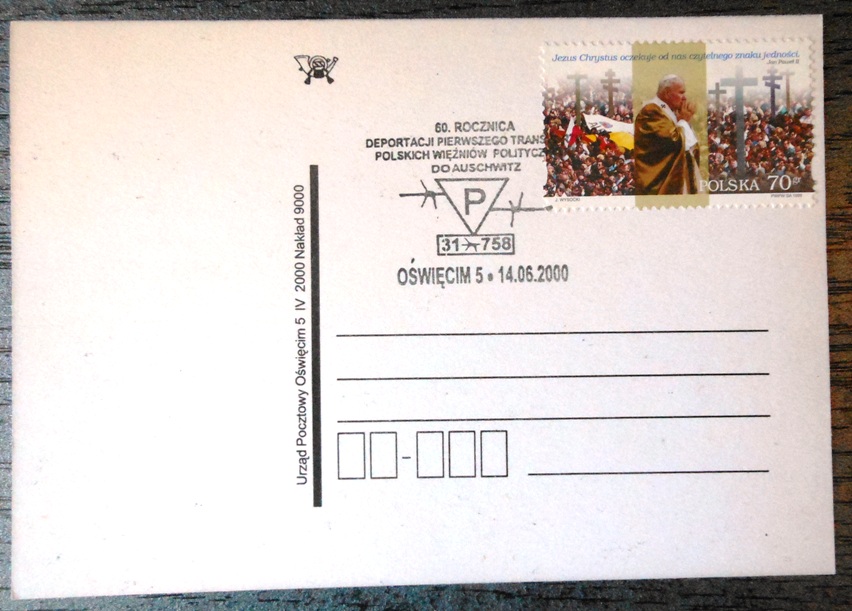 Jezus Chrystus oczekuje od nas czytelnego znaku jedności.
Jan Paweł II
POLSKA 70 gr
J. WYSOCKI
60. ROCZNICA
DEPORTACJI PIERWSZEGO TRANS
POLSKICH WIĘŹNIÓW POLITYCZ
DO AUSCHWITZ
P
31 758
OŚWIĘCIM 5 • 14.06.2000
Urząd Pocztowy Oświęcim 5 IV 2000 Nakład 9000